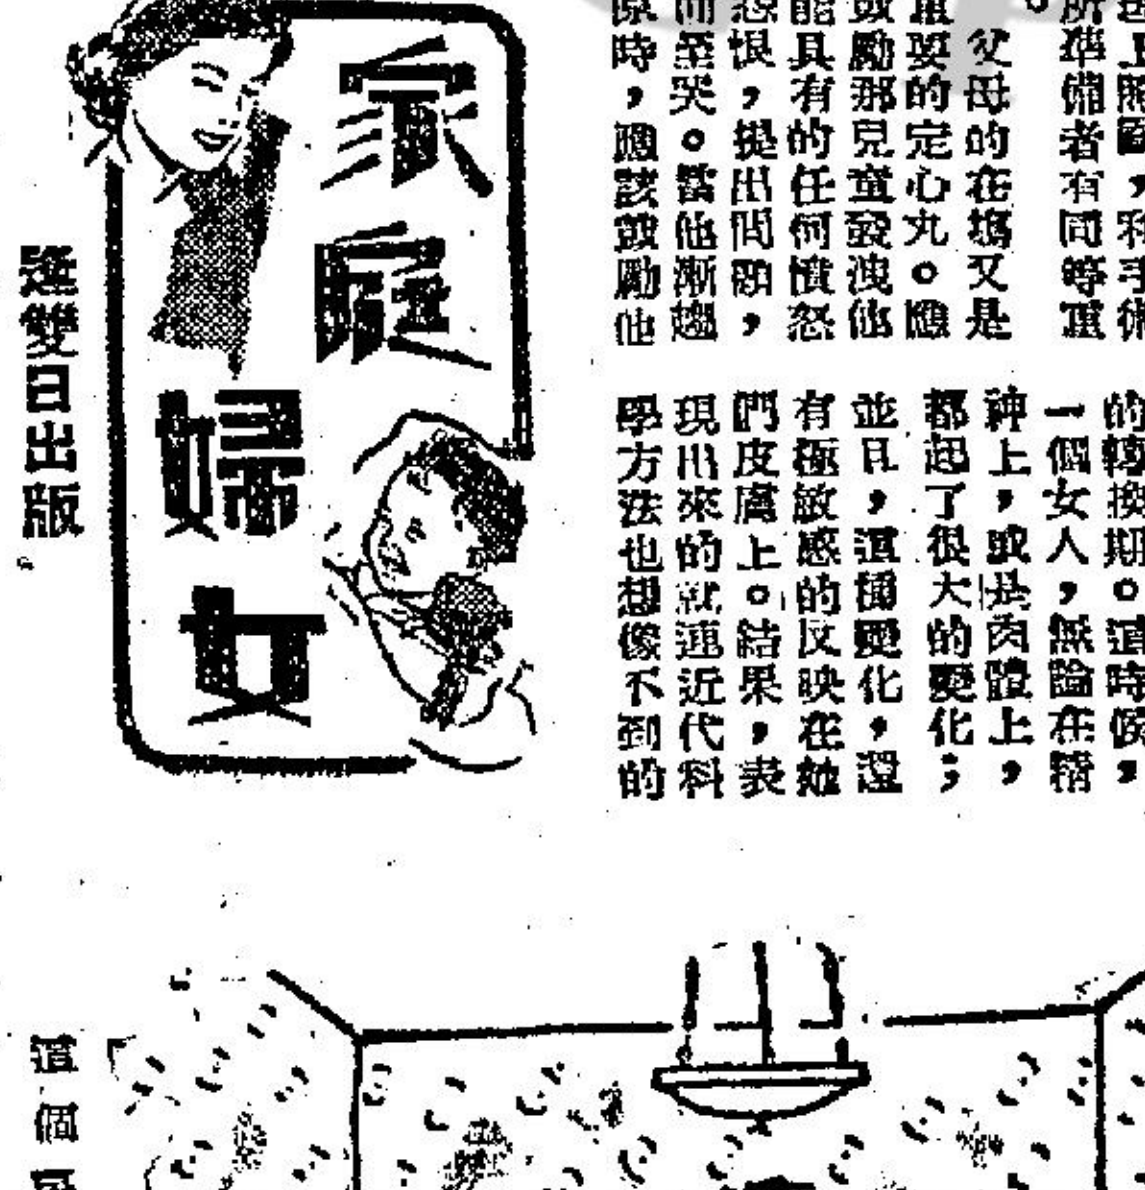 上照顧，和手術
所準備者有同等重
。
父母的在場又是
重要的定心丸。應
鼓勵那兒童發洩他
能具有的任何憤怒
怨恨，提出問題，
而至哭。當他漸趨
時，應該鼓勵他
的轉換期。這時候，
一個女人，無論在精
神上，或是肉體上，
都起了很大的變化；
並且，這種變化，還
有極敏感的反映在她
們皮膚上。結果，表
現出來的就連近代科
學方法也想像不到的
家庭婦女
逢雙日出版。
這個